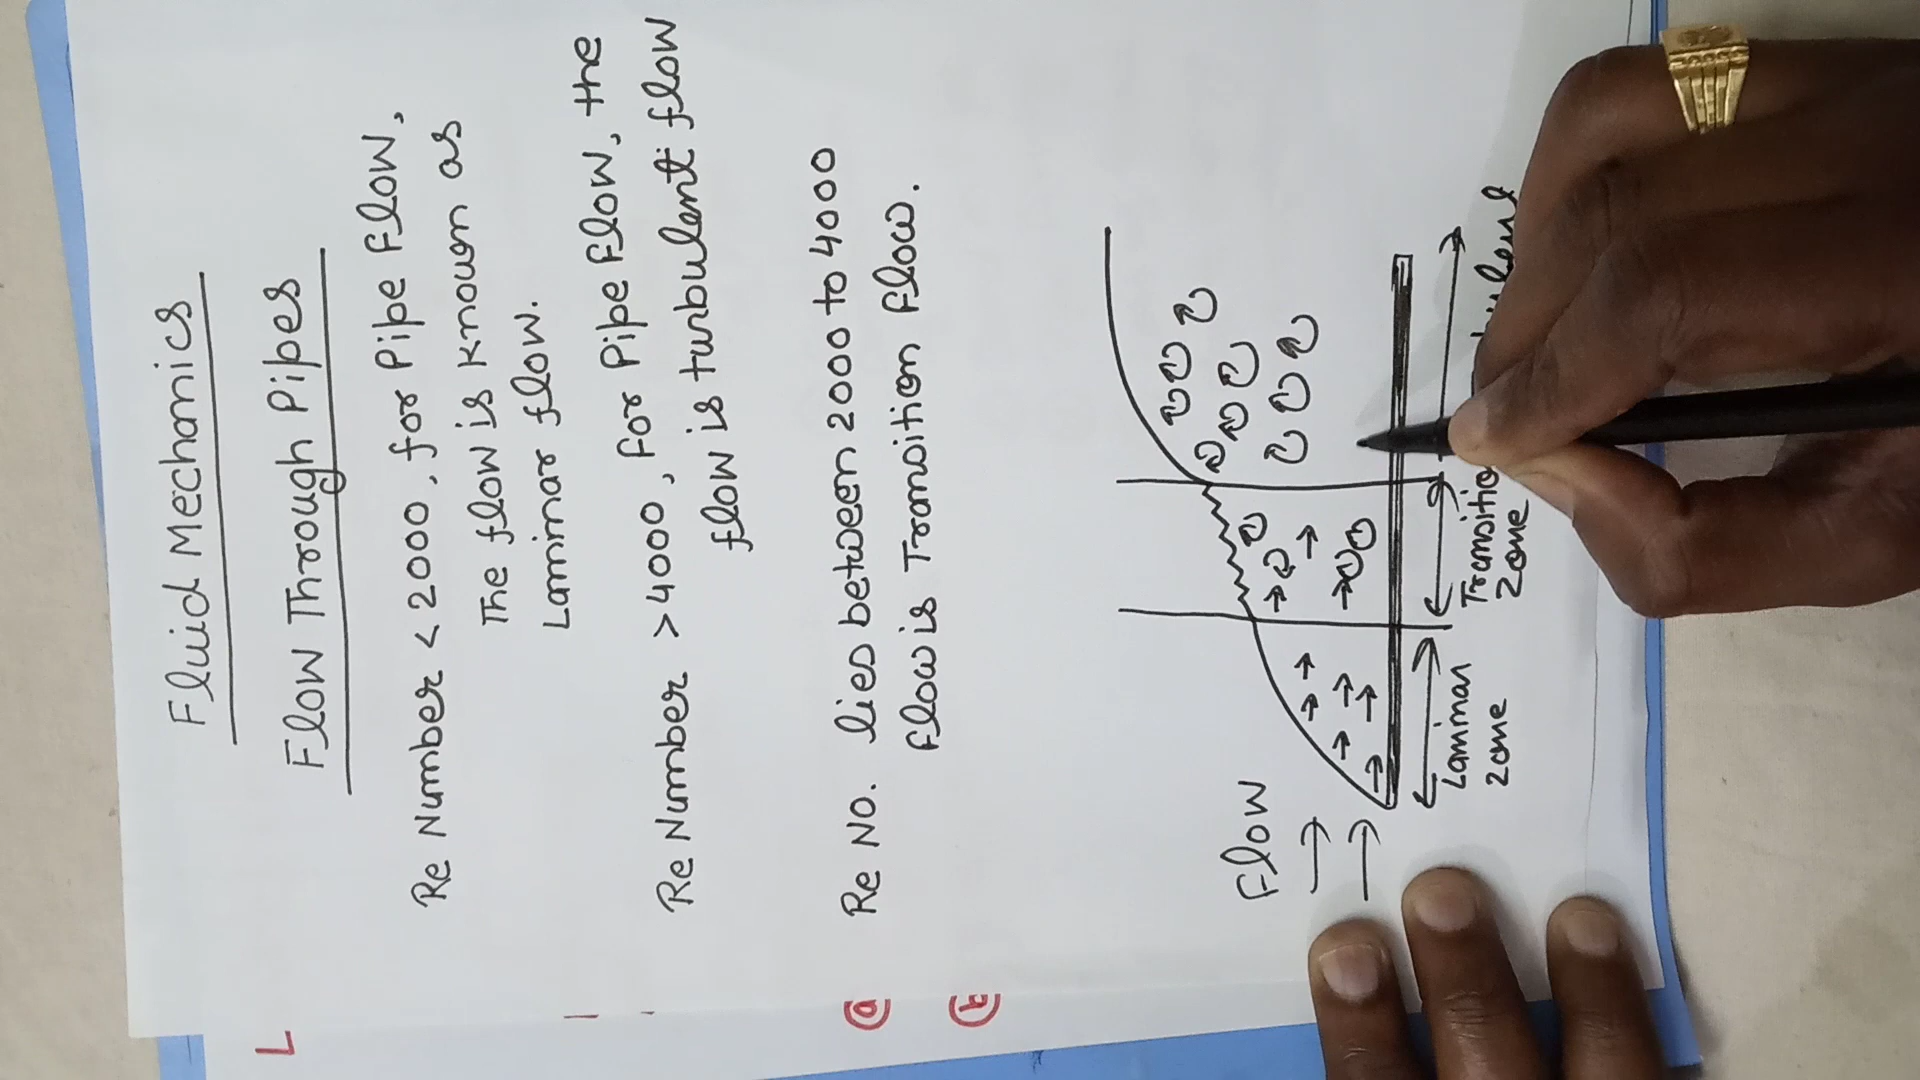 Fluid Mechanics
Flow Through Pipes
Re Number < 2000, for Pipe Flow,
The flow is known as
Laminar flow.
Re Number > 4000, for Pipe Flow, the
flow is turbulent flow
flow
Re No. lies between 2000 to 4000
flow is Transition flow.
(a)
Flow
Laminar
zone
Transition
zone